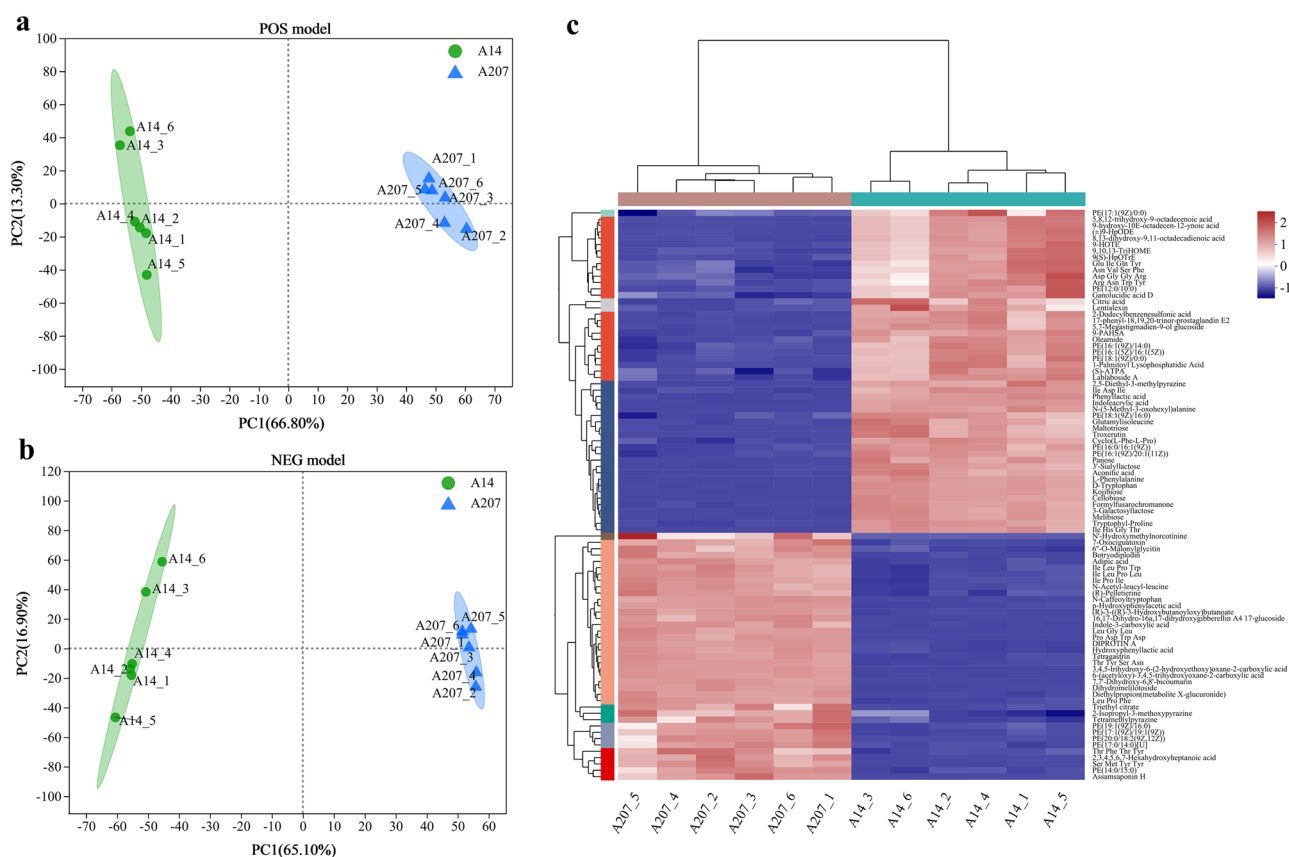 a
POS model
A14
A207
100
80
60
40
20
0
-20
-40
-60
-80
-100
PC2(13.30%)
A14_6
A14_3
A14_4
A14_2
A14_1
A14_5
A207_1
A207_5
A207_6
A207_3
A207_4
A207_2
-70 -60 -50 -40 -30 -20 -10 0 10 20 30 40 50 60 70
PC1(66.80%)
b
NEG model
A14
A207
120
100
80
60
40
20
0
-20
-40
-60
-80
-100
PC2(16.90%)
A14_6
A14_3
A14_4
A14_2
A14_1
A14_5
A207_5
A207_6
A207_1
A207_3
A207_4
A207_2
-70 -60 -50 -40 -30 -20 -10 0 10 20 30 40 50 60
PC1(65.10%)
c
PE(17:1(9Z)/0:0)
5,8,12-trihydroxy-9-octadecenoic acid
9-hydroxy-10E-octadecen-12-ynoic acid
(±)9-HpODE
8,13-dihydroxy-9,11-octadecadienoic acid
9-HOTE
9,10,13-TriHOME
9(S)-HpOTrE
Glu Ile Gln Tyr
Asn Val Ser Phe
Asp Gly Gly Arg
Arg Asn Trp Tyr
PE(12:0/10:0)
Ganolucidic acid D
Citric acid
Lentialexin
2-Dodecylbenzenesulfonic acid
17-phenyl-18,19,20-trinor-prostaglandin E2
5,7-Megastigmadien-9-ol glucoside
9-PAHSA
Oleamide
PE(16:1(9Z)/14:0)
PE(16:1(5Z)/16:1(5Z))
PE(18:1(9Z)/0:0)
1-Palmitoyl Lysophosphatidic Acid
(S)-ATPA
Lablaboside A
2,5-Diethyl-3-methylpyrazine
Ile Asp Ile
Phenyllactic acid
Indoleacrylic acid
N-(5-Methyl-3-oxohexyl)alanine
PE(18:1(9Z)/16:0)
Glutamylisoleucine
Maltotriose
Troxerutin
Cyclo(L-Phe-L-Pro)
PE(16:0/16:1(9Z))
PE(16:1(9Z)/20:1(11Z))
Panose
3'-Sialyllactose
Aconitic acid
L-Phenylalanine
D-Tryptophan
Kojibiose
Cellobiose
Formylfusarochromanone
3-Galactosyllactose
Melibiose
Tryptophyl-Proline
Ile His Gly Thr
N'-Hydroxymethylnorcotinine
7-Oxociguatoxin
6"-O-Malonylglycitin
Botryodiplodin
Adipic acid
Ile Leu Pro Trp
Ile Leu Pro Leu
Ile Pro Ile
N-Acetyl-leucyl-leucine
(R)-Pelletierine
N-Caffeoyltryptophan
p-Hydroxyphenylacetic acid
(R)-3-((R)-3-Hydroxybutanoyloxy)butanoate
16,17-Dihydro-16α,17-dihydroxygibberellin A4 17-glucoside
Indole-3-carboxylic acid
Leu Gly Leu
Pro Asp Trp Asp
DIPROTIN A
Hydroxyphenyllactic acid
Tetragastrin
Thr Tyr Ser Asn
3,4,5-trihydroxy-6-(2-hydroxyethoxy)oxane-2-carboxylic acid
6-(acetyloxy)-3,4,5-trihydroxyoxane-2-carboxylic acid
7,7'-Dihydroxy-6,8'-bicoumarin
Dihydromelilotoside
Diethylpropion(metabolite X-glucuronide)
Leu Pro Phe
Triethyl citrate
2-Isopropyl-3-methoxypyrazine
Tetramethylpyrazine
PE(19:1(9Z)/16:0)
PE(17:1(9Z)/19:1(9Z))
PE(20:0/18:2(9Z,12Z))
PE(17:0/14:0)[U]
Thr Phe Thr Tyr
2,3,4,5,6,7-Hexahydroxyheptanoic acid
Ser Met Tyr Tyr
PE(14:0/15:0)
Assamsaponin H
2
1
0
-1
A207_5 A207_4 A207_2 A207_3 A207_6 A207_1 A14_3 A14_6 A14_2 A14_4 A14_1 A14_5